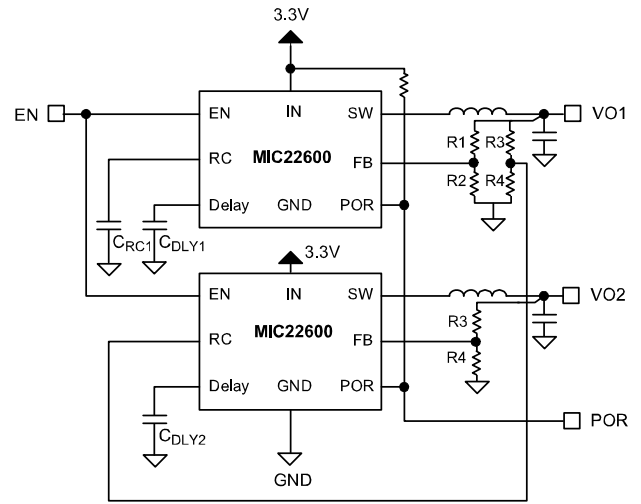 3.3V
EN
EN
IN
SW
VO1
RC
MIC22600
FB
R1
R3
R2
R4
Delay
GND
POR
CRC1
CDLY1
3.3V
EN
IN
SW
VO2
RC
MIC22600
FB
R3
R4
Delay
GND
POR
CDLY2
POR
GND